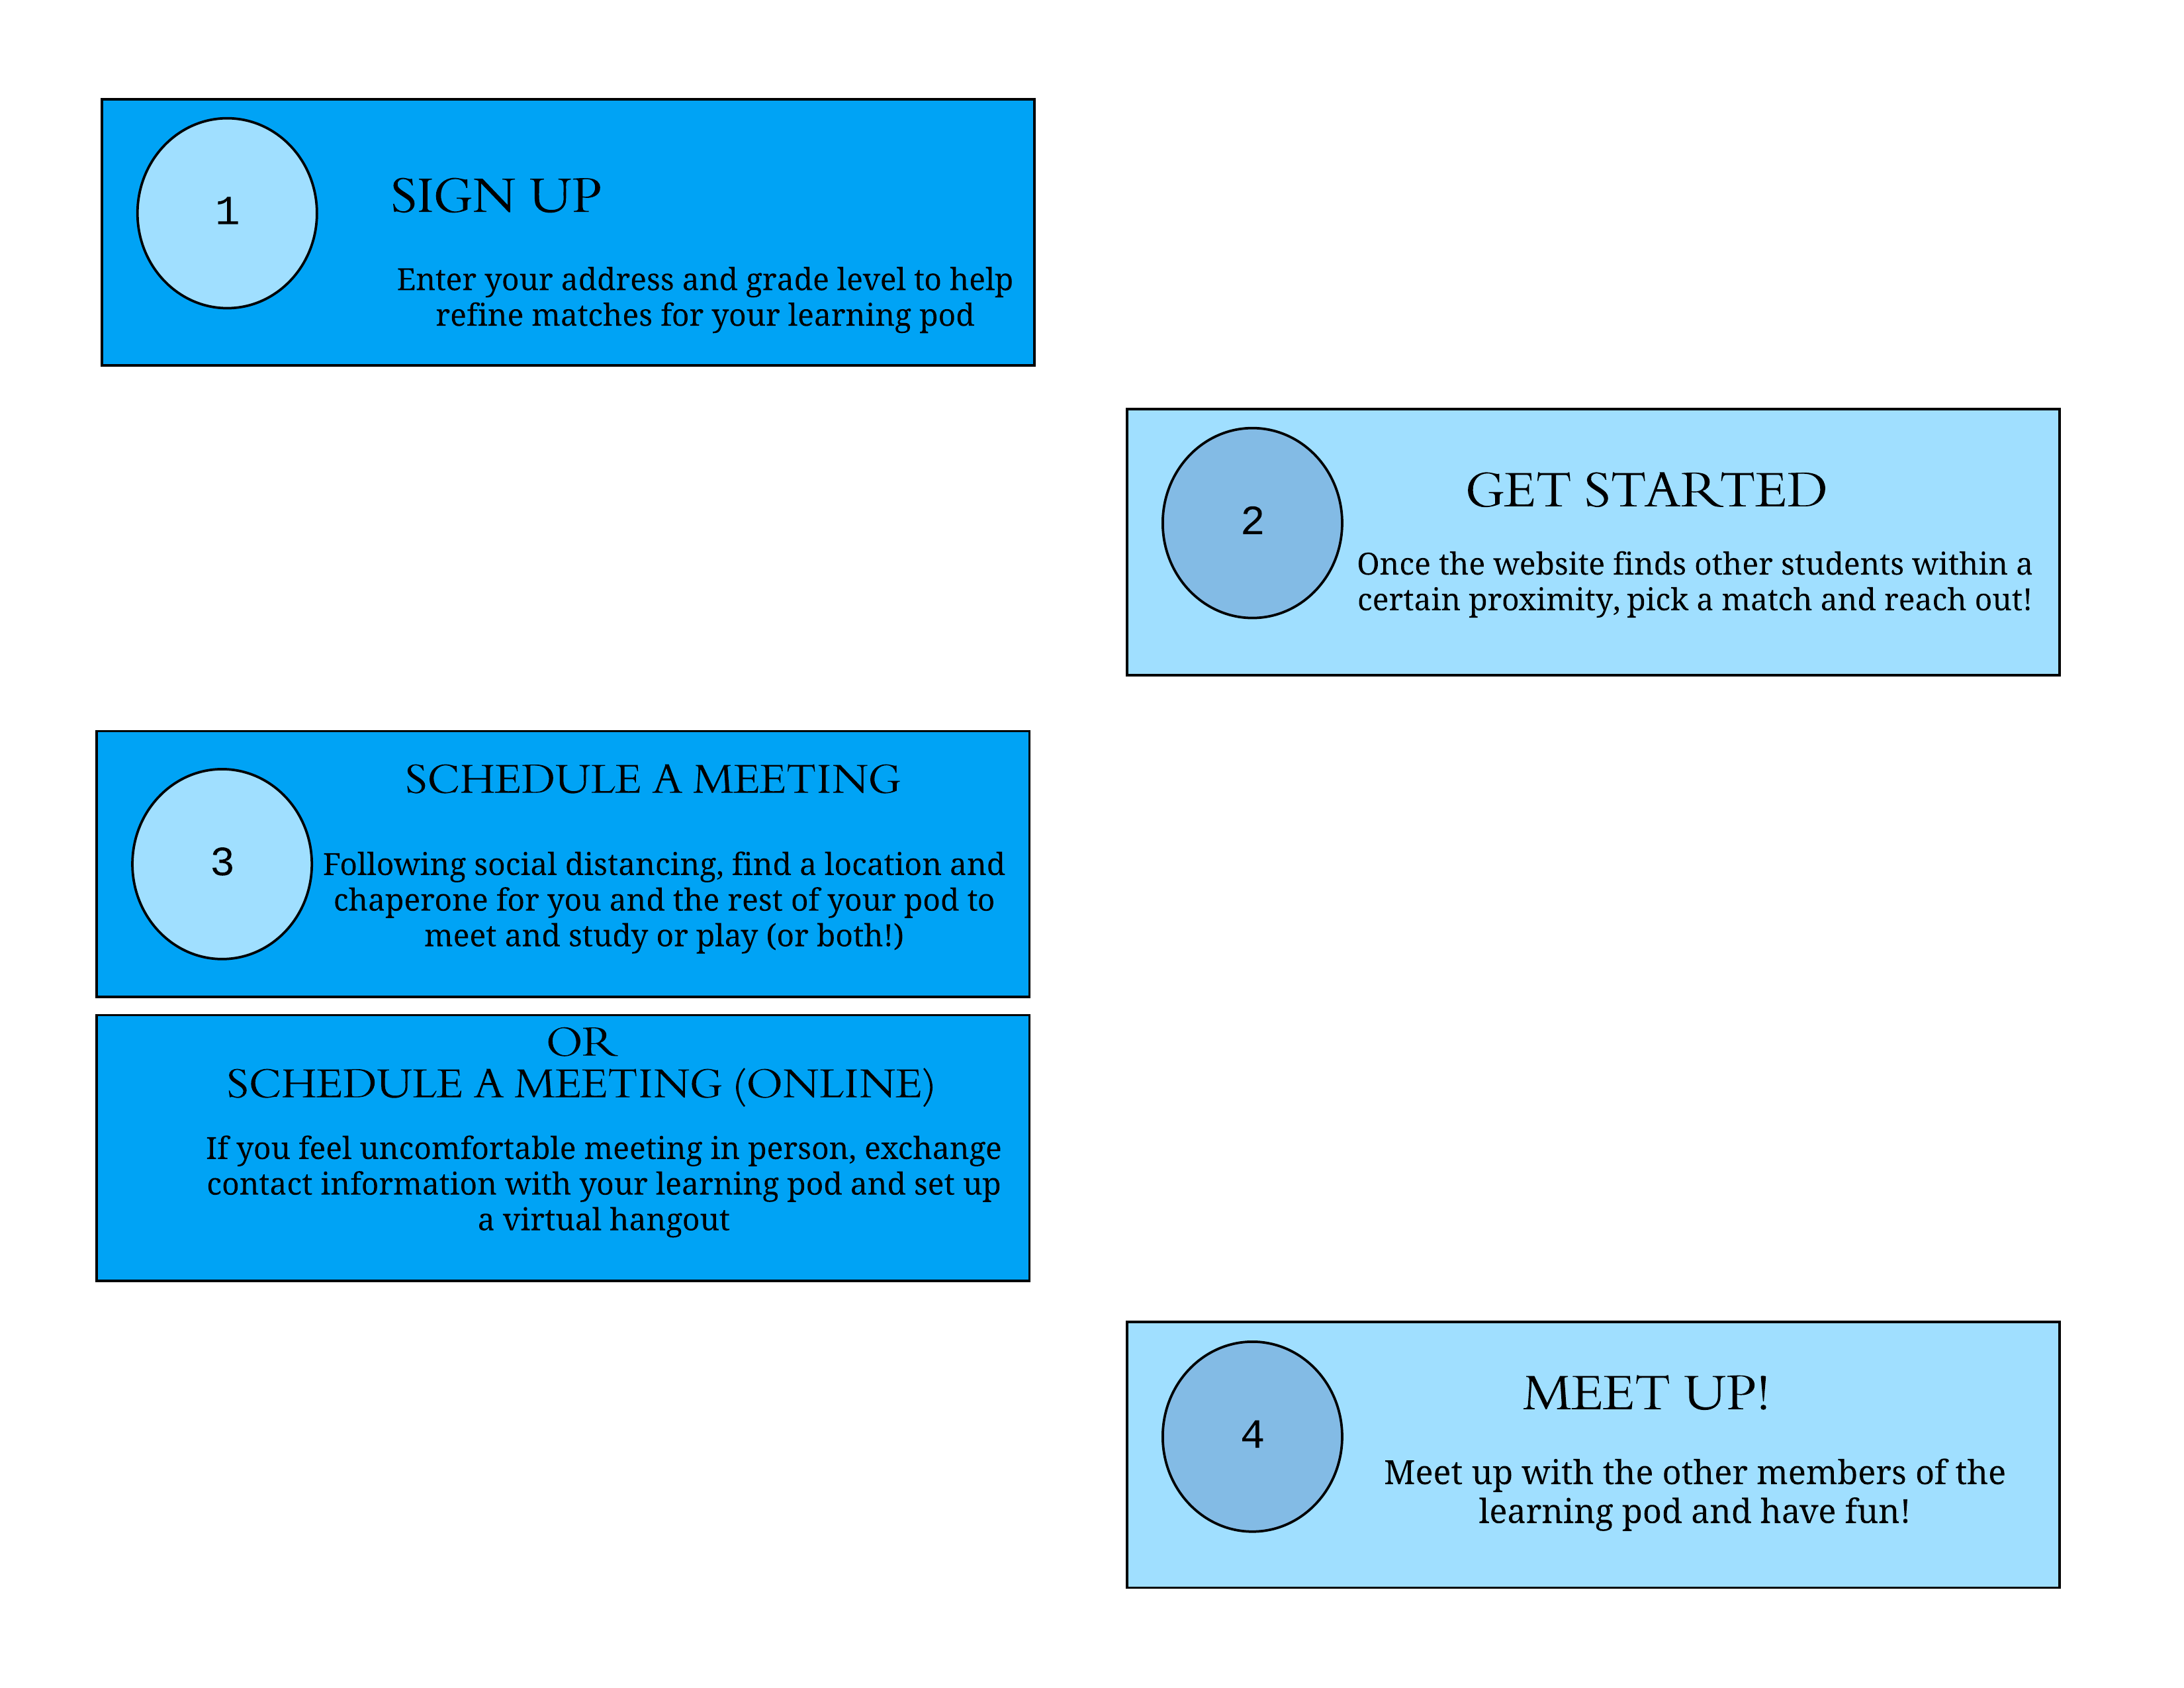 1
SIGN UP
Enter your address and grade level to help
refine matches for your learning pod
2
GET STARTED
Once the website finds other students within a
certain proximity, pick a match and reach out!
3
SCHEDULE A MEETING
Following social distancing, find a location and
chaperone for you and the rest of your pod to
meet and study or play (or both!)
OR
SCHEDULE A MEETING (ONLINE)
If you feel uncomfortable meeting in person, exchange
contact information with your learning pod and set up
a virtual hangout
4
MEET UP!
Meet up with the other members of the
learning pod and have fun!